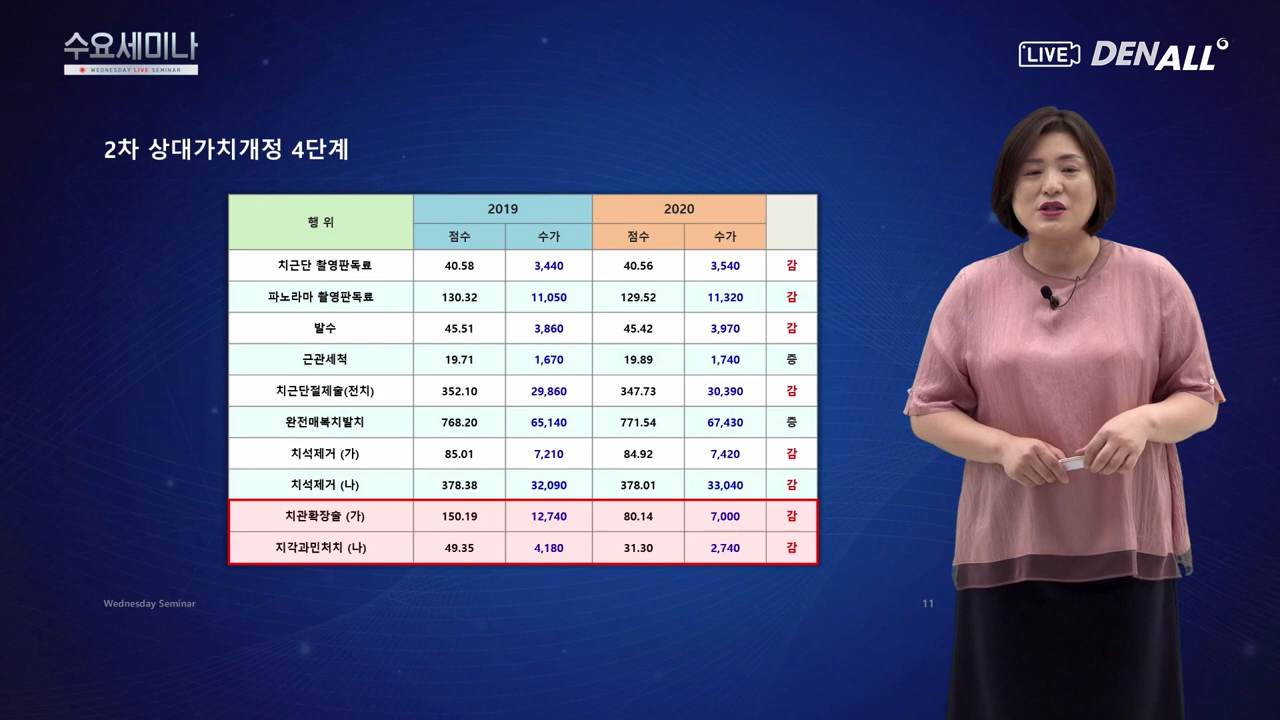 수요세미나
WEDNESDAY LIVE SEMINAR
LIVE DENALL
2차 상대가치개정 4단계
행 위 2019 2020
점수 수가 점수 수가
치근단 촬영판독료 40.58 3,440 40.56 3,540 감
파노라마 촬영판독료 130.32 11,050 129.52 11,320 감
발수 45.51 3,860 45.42 3,970 감
근관세척 19.71 1,670 19.89 1,740 증
치근단절제술(전치) 352.10 29,860 347.73 30,390 감
완전매복치발치 768.20 65,140 771.54 67,430 증
치석제거 (가) 85.01 7,210 84.92 7,420 감
치석제거 (나) 378.38 32,090 378.01 33,040 감
치관확장술 (가) 150.19 12,740 80.14 7,000 감
지각과민처치 (나) 49.35 4,180 31.30 2,740 감
Wednesday Seminar 11